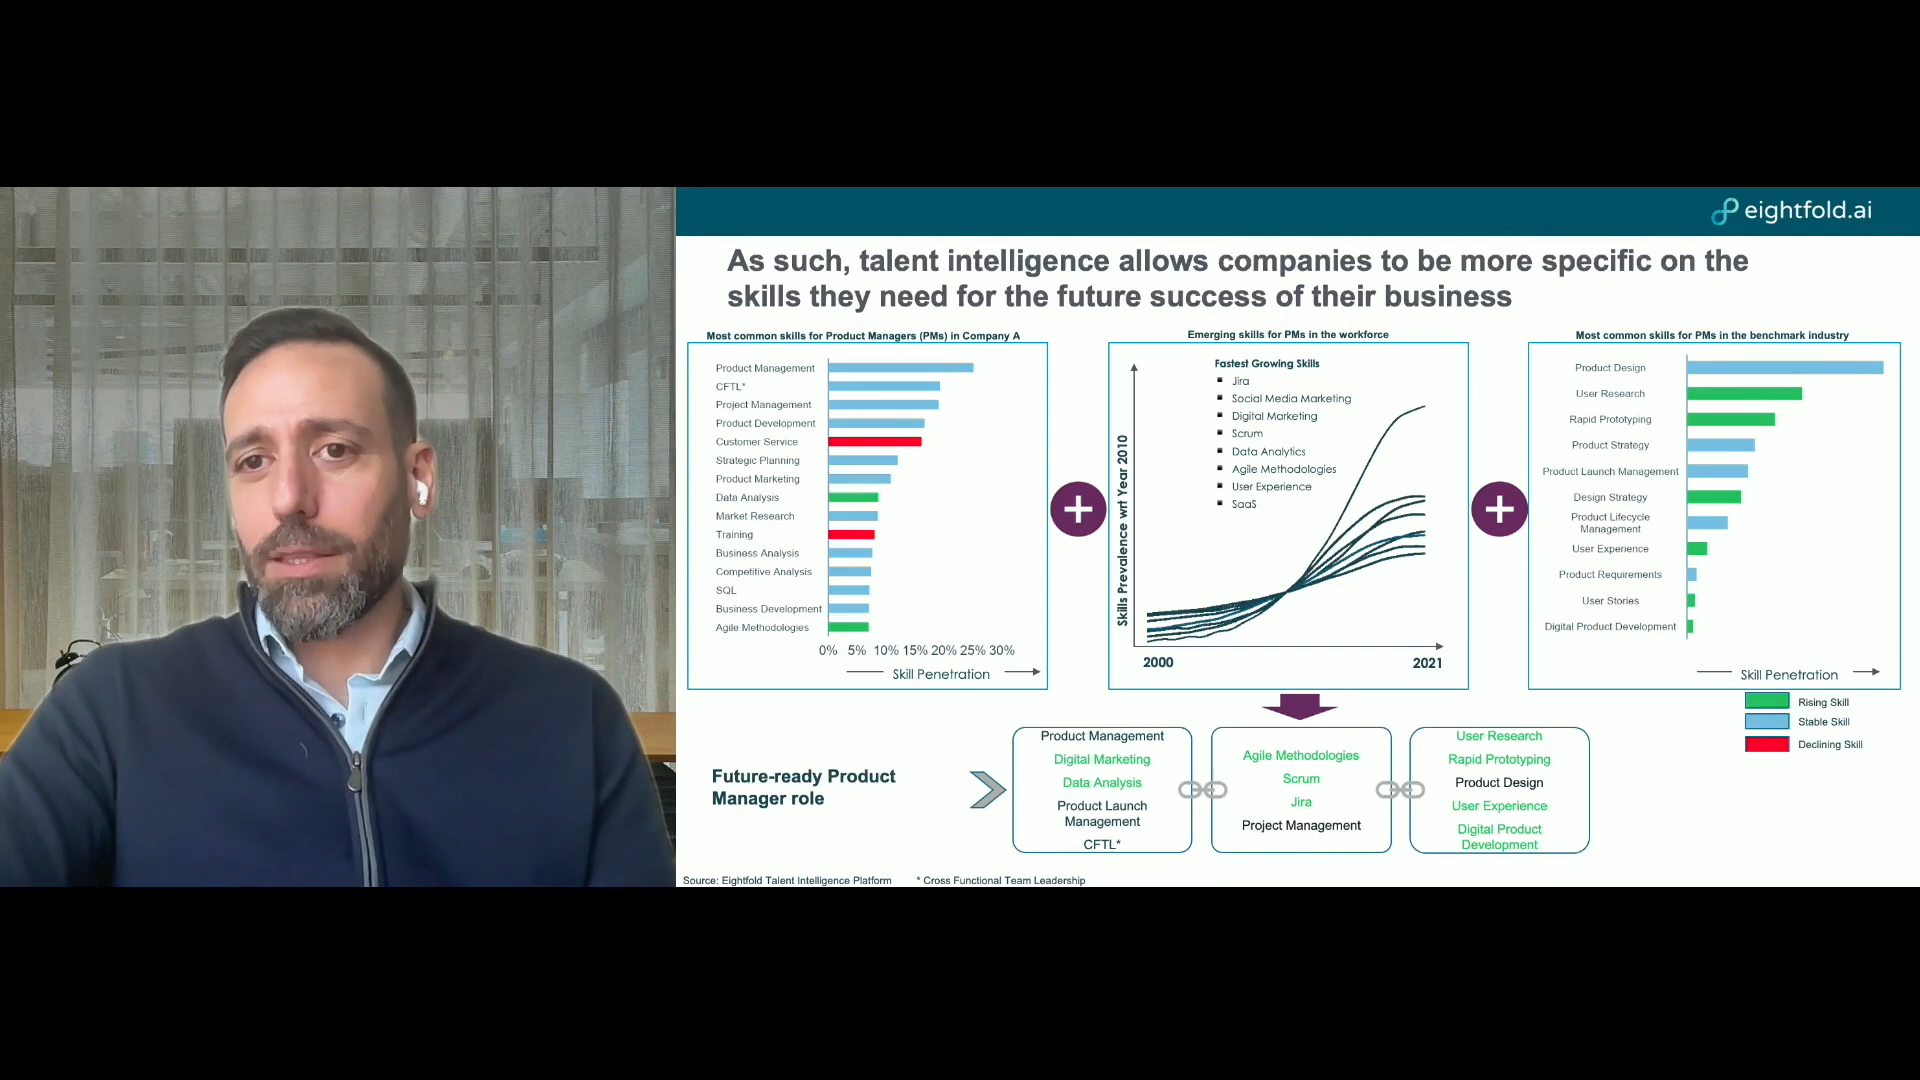 eightfold.ai
As such, talent intelligence allows companies to be more specific on the
skills they need for the future success of their business
Most common skills for Product Managers (PMs) in Company A
Product Management
CFTL*
Project Management
Product Development
Customer Service
Strategic Planning
Product Marketing
Data Analysis
Market Research
Training
Business Analysis
Competitive Analysis
SQL
Business Development
Agile Methodologies
0% 5% 10% 15% 20% 25% 30%
Skill Penetration
Emerging skills for PMs in the workforce
Fastest Growing Skills
Jira
Social Media Marketing
Digital Marketing
Scrum
Data Analytics
Agile Methodologies
User Experience
SaaS
Skills Prevalence wrt Year 2010
2000
2021
Most common skills for PMs in the benchmark industry
Product Design
User Research
Rapid Prototyping
Product Strategy
Product Launch Management
Design Strategy
Product Lifecycle
Management
User Experience
Product Requirements
User Stories
Digital Product Development
Skill Penetration
Rising Skill
Stable Skill
Declining Skill
Future-ready Product
Manager role
Product Management
Digital Marketing
Data Analysis
Product Launch
Management
CFTL*
Agile Methodologies
Scrum
Jira
Project Management
User Research
Rapid Prototyping
Product Design
User Experience
Digital Product
Development
Source: Eightfold Talent Intelligence Platform
* Cross Functional Team Leadership